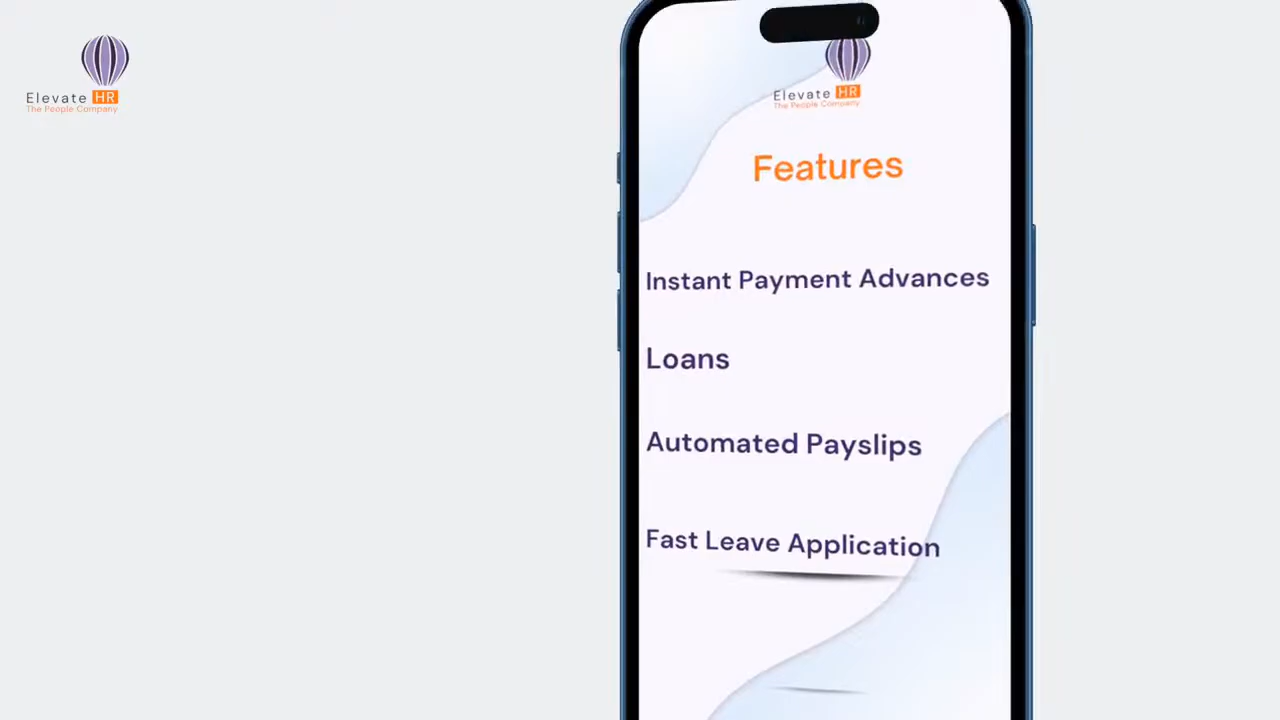 Elevate HR
The People Company
Elevate HR
The People Company
Features
Instant Payment Advances
Loans
Automated Payslips
Fast Leave Application